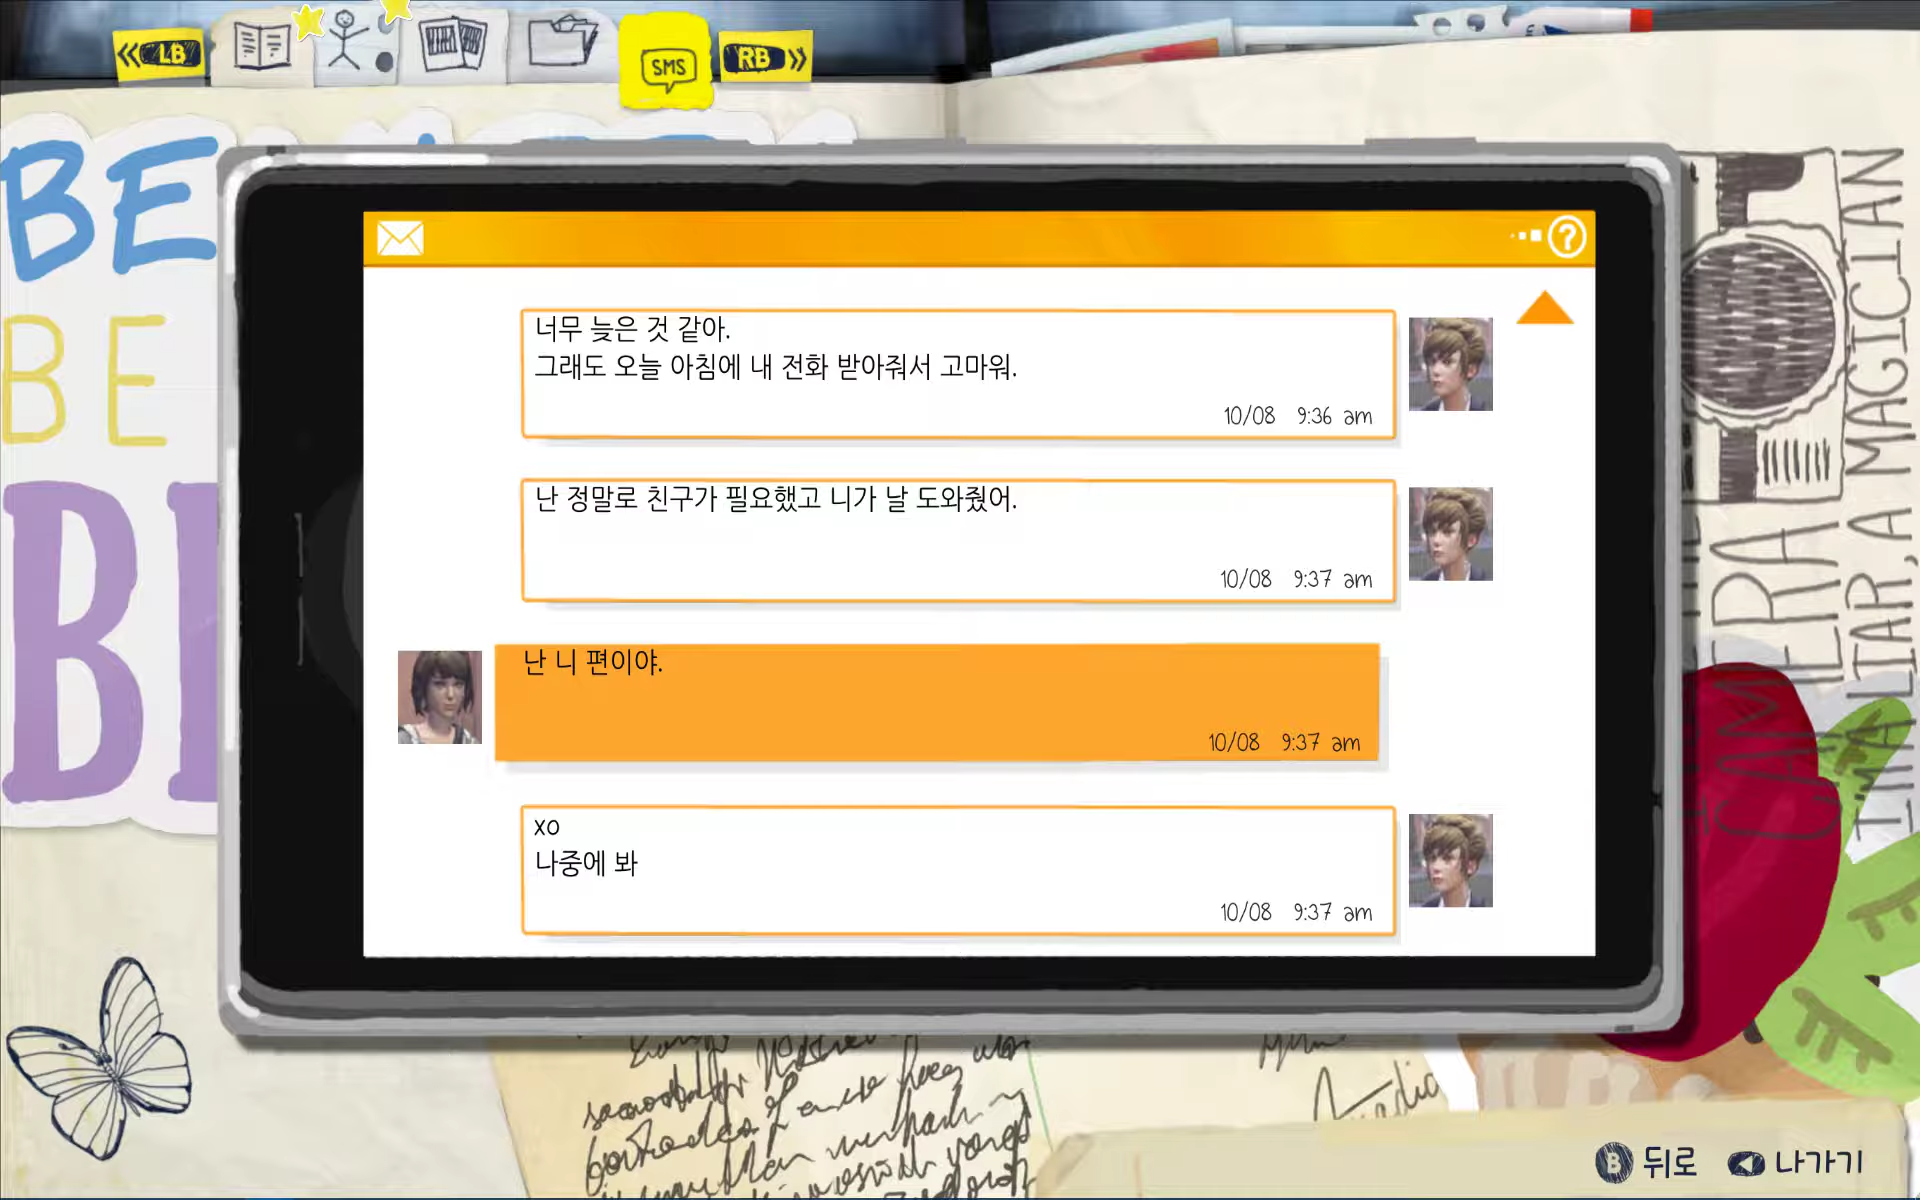 LB
SMS
RB
BE
BE
CAMERA
I'M A LIAR, A MAGICIAN
?
너무 늦은 것 같아.
그래도 오늘 아침에 내 전화 받아줘서 고마워.
10/08 9:36 am
난 정말로 친구가 필요했고 니가 날 도와줬어.
10/08 9:37 am
난 니 편이야.
10/08 9:37 am
xo
나중에 봐
10/08 9:37 am
B 뒤로
나가기